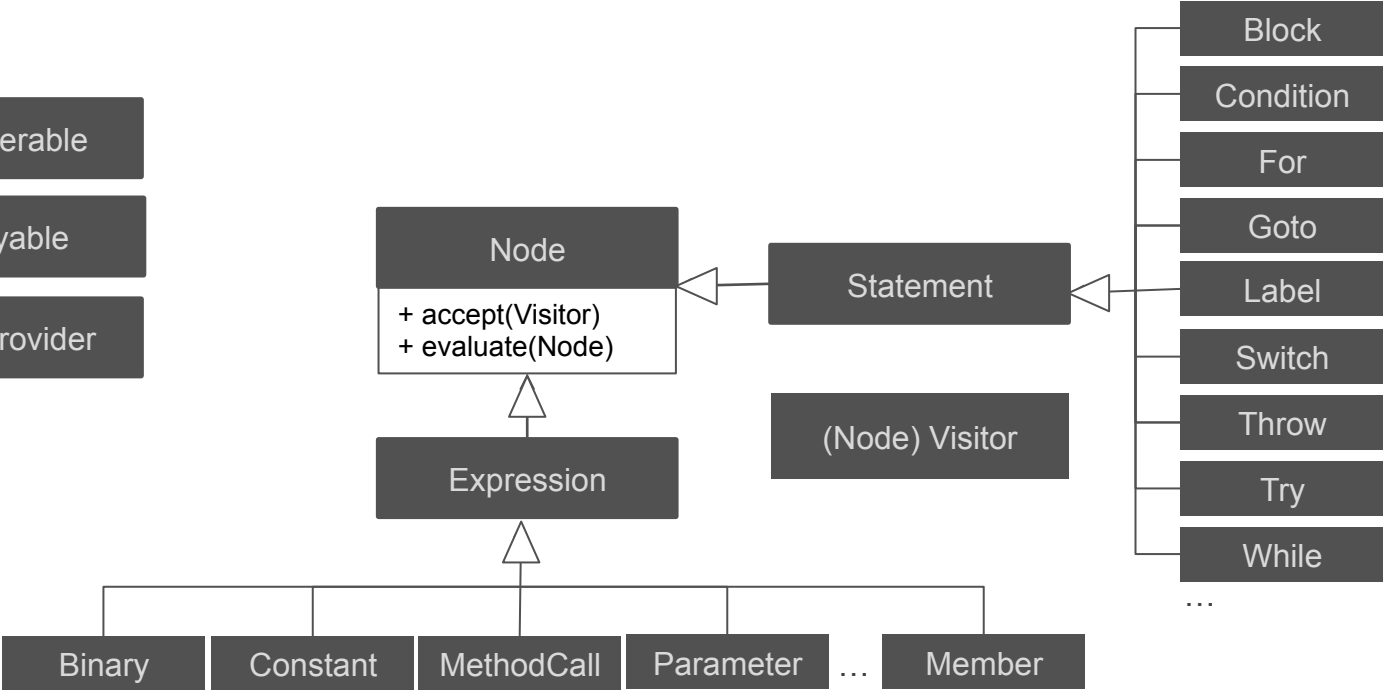 Block
Condition
For
Goto
Label
Switch
Throw
Try
While
…
erable
yable
rovider
Node
+ accept(Visitor)
+ evaluate(Node)
Statement
(Node) Visitor
Expression
Binary
Constant
MethodCall
Parameter
…
Member